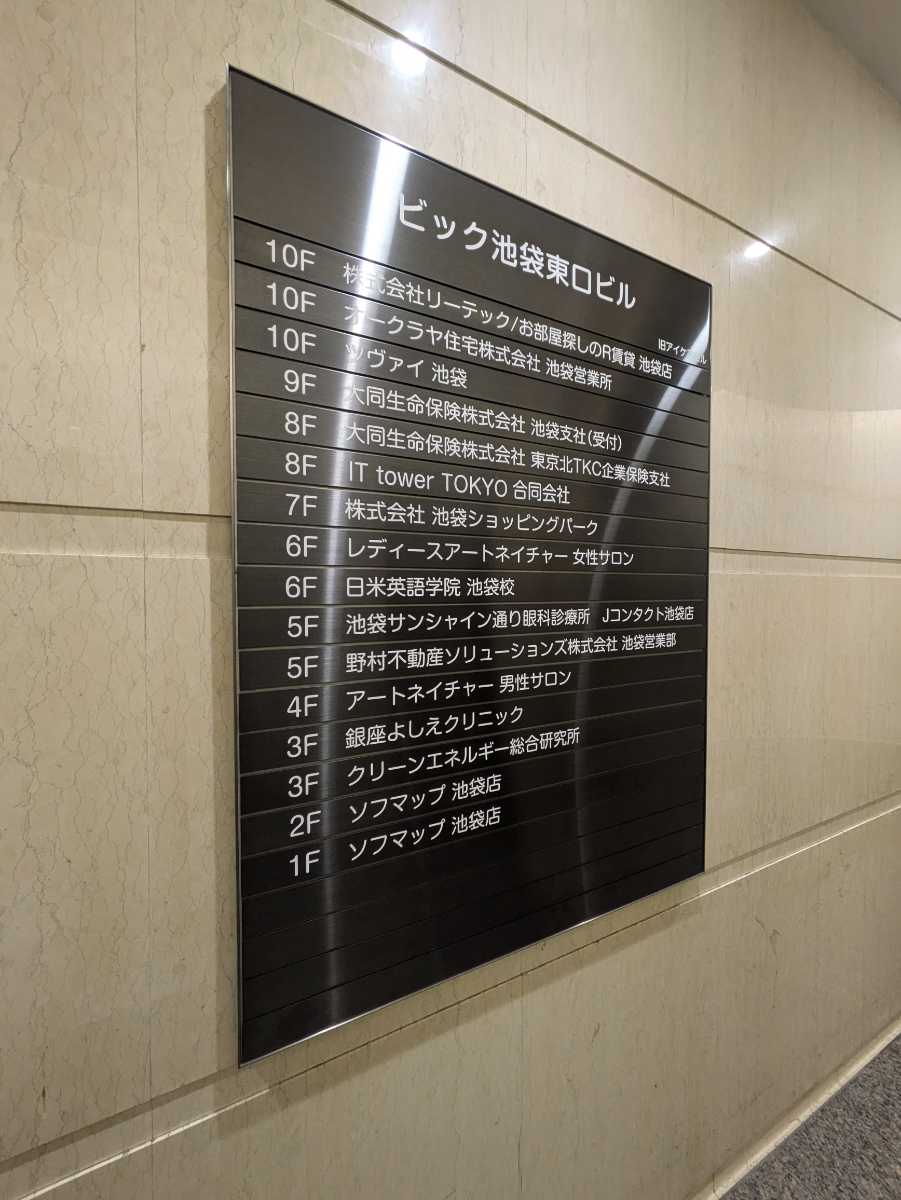 ビック池袋東口ビル
旧アイケアビル
10F 株式会社リーテック/お部屋探しのR賃貸 池袋店
10F オークラヤ住宅株式会社 池袋営業所
10F ツヴァイ 池袋
9F 大同生命保険株式会社 池袋支社(受付)
8F 大同生命保険株式会社 東京北TKC企業保険支社
8F IT tower TOKYO 合同会社
7F 株式会社 池袋ショッピングパーク
6F レディースアートネイチャー 女性サロン
6F 日米英語学院 池袋校
5F 池袋サンシャイン通り眼科診療所 Jコンタクト池袋店
5F 野村不動産ソリューションズ株式会社 池袋営業部
4F アートネイチャー 男性サロン
3F 銀座よしえクリニック
3F クリーンエネルギー総合研究所
2F ソフマップ 池袋店
1F ソフマップ 池袋店